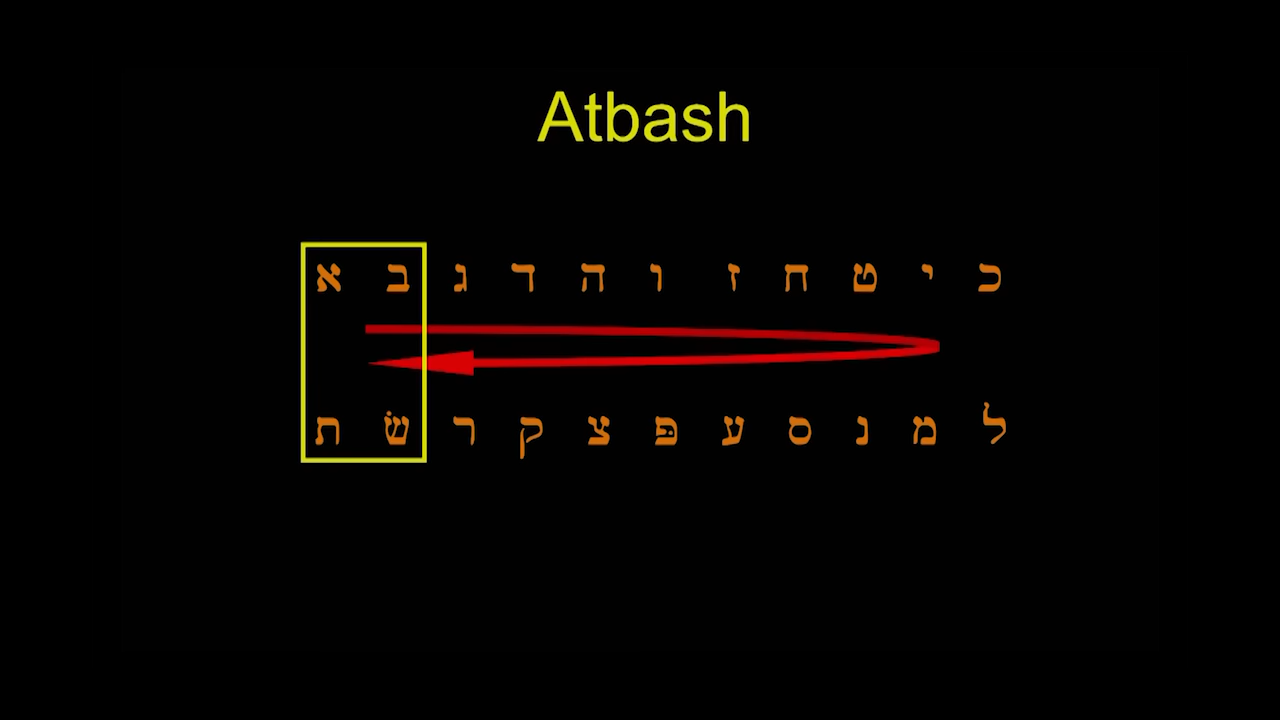 Atbash
א ב ג ד ה ו ז ח ט י כ
ת שׂ ר ק צ פּ ע ס נ מ ל